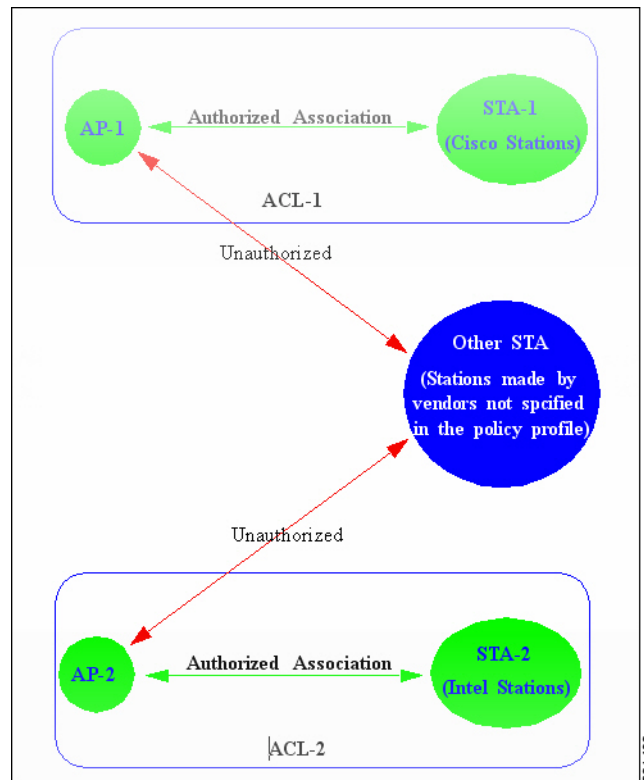 AP-1
Authorized Association
STA-1
(Cisco Stations)
ACL-1
Unauthorized
Other STA
(Stations made by
vendors not spcified
in the policy profile)
Unauthorized
AP-2
Authorized Association
STA-2
(Intel Stations)
ACL-2